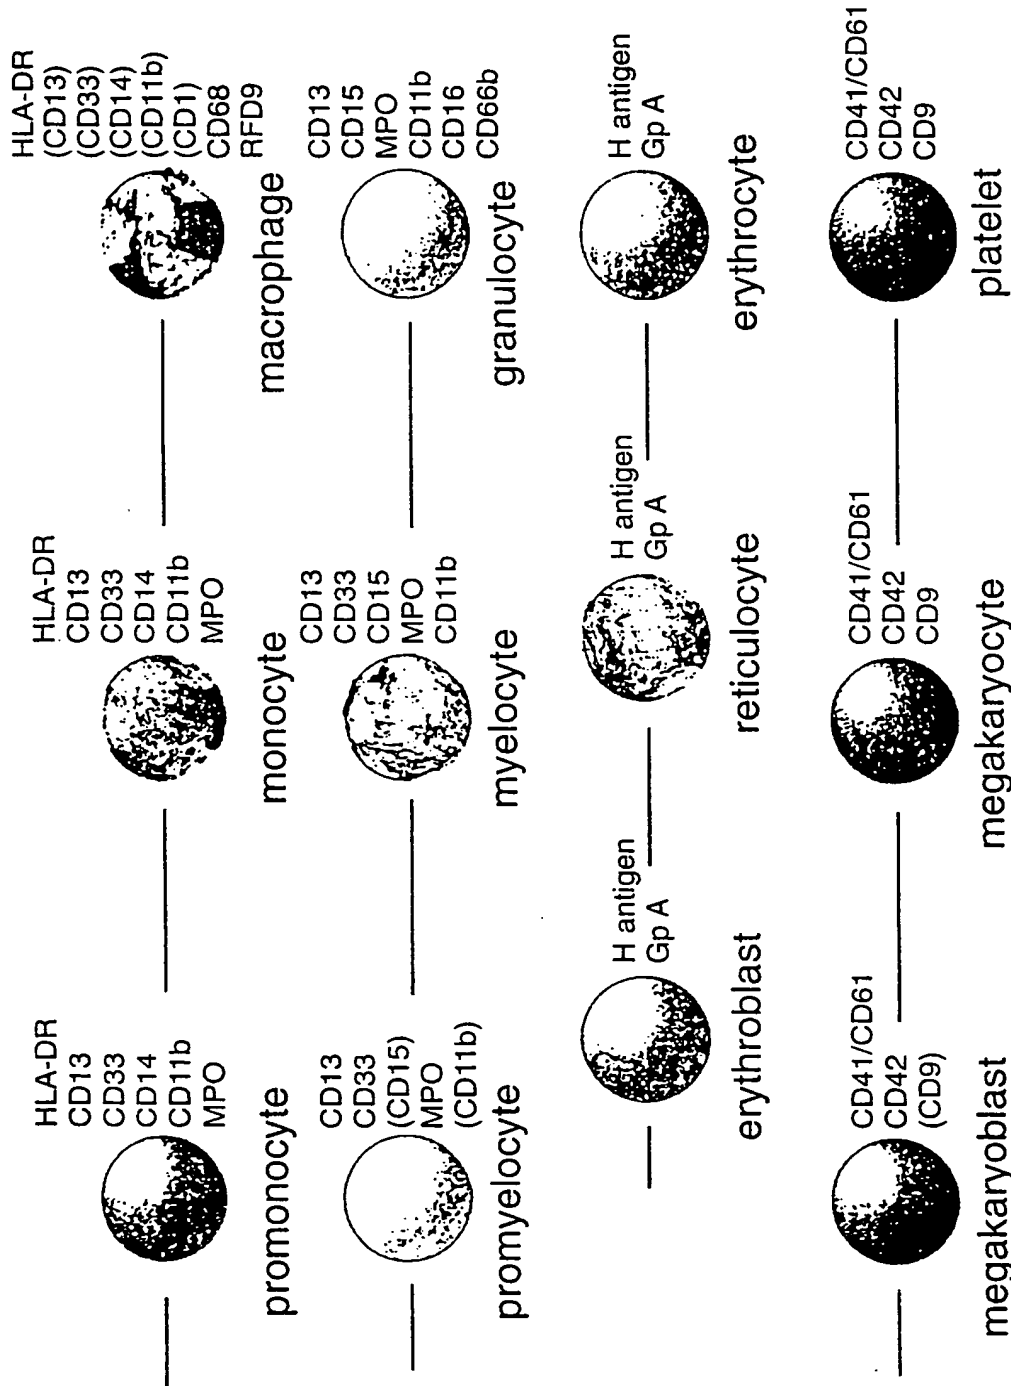 HLA-DR
CD13
CD33
CD14
CD11b
MPO
promonocyte
HLA-DR
CD13
CD33
CD14
CD11b
MPO
monocyte
HLA-DR
(CD13)
(CD33)
(CD14)
(CD11b)
(CD1)
CD68
RFD9
macrophage
CD13
CD33
(CD15)
MPO
(CD11b)
promyelocyte
CD13
CD33
CD15
MPO
CD11b
myelocyte
CD13
CD15
MPO
CD11b
CD16
CD66b
granulocyte
H antigen
Gp A
erythroblast
H antigen
Gp A
reticulocyte
H antigen
Gp A
erythrocyte
CD41/CD61
CD42
(CD9)
megakaryoblast
CD41/CD61
CD42
CD9
megakaryocyte
CD41/CD61
CD42
CD9
platelet